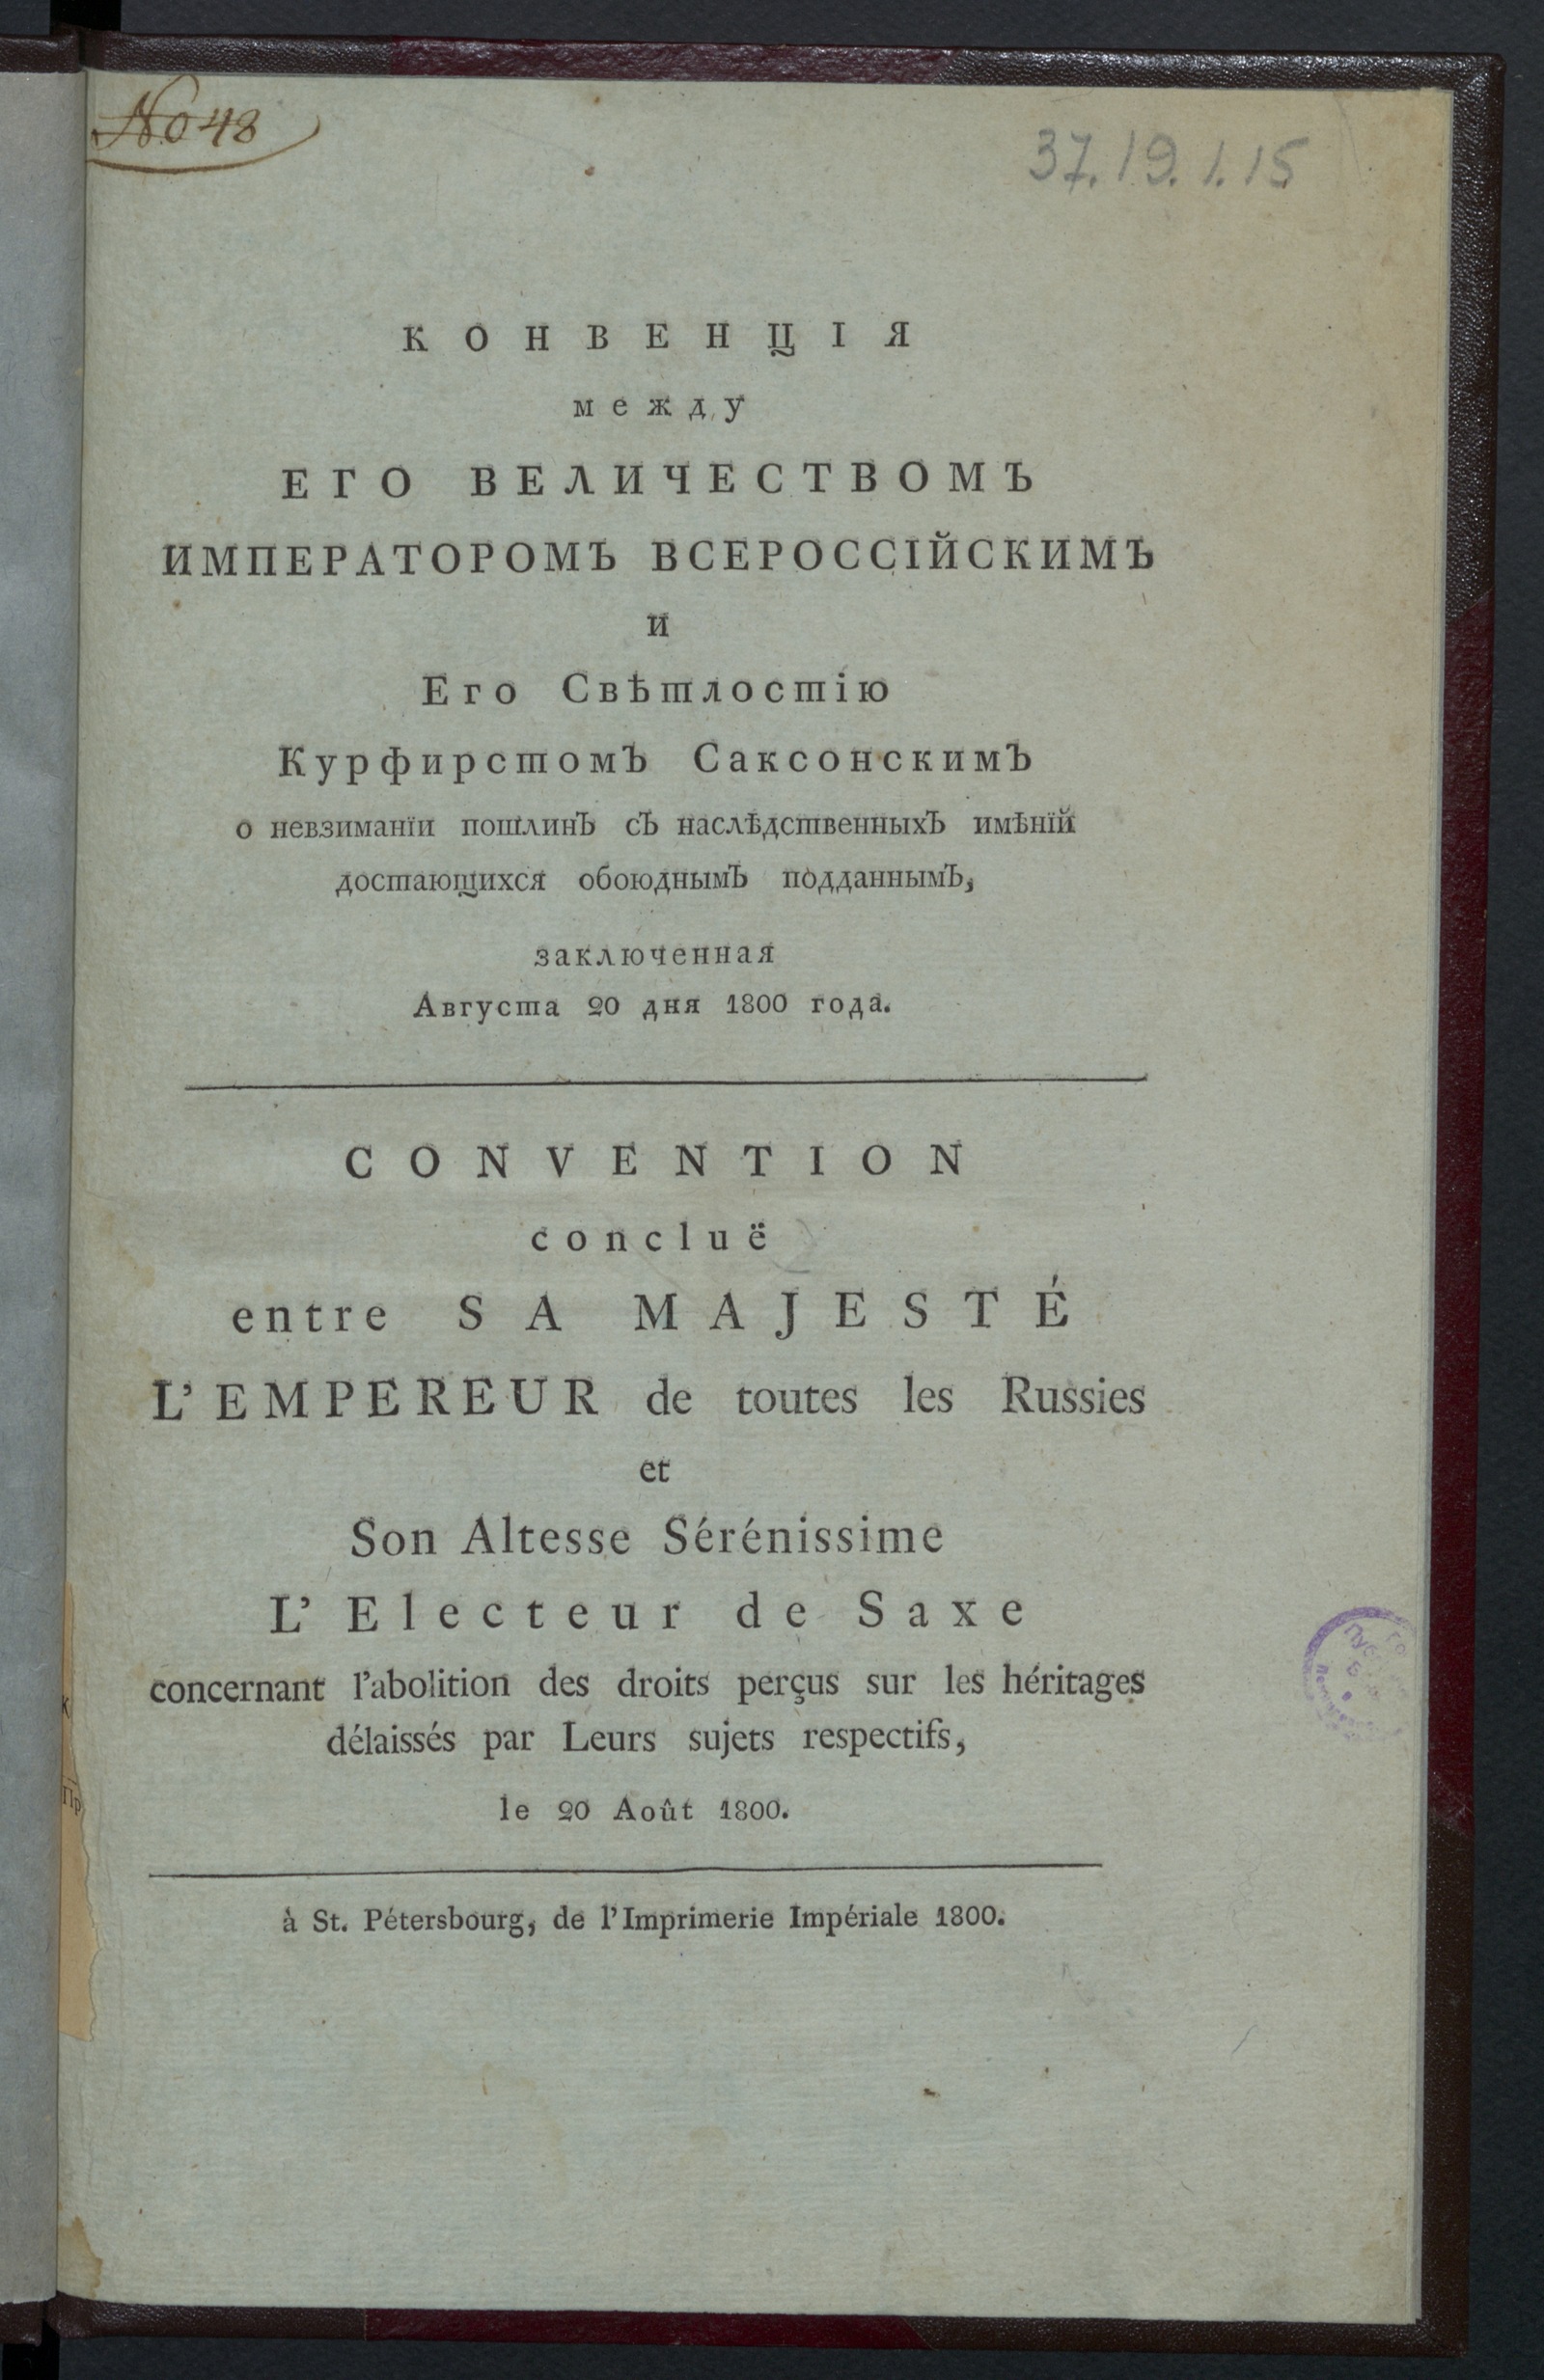 No 48
37.19.1.15
КОНВЕНЦІЯ
между
ЕГО ВЕЛИЧЕСТВОМЪ
ИМПЕРАТОРОМЪ ВСЕРОССІЙСКИМЪ
и
Его Свѣтлостію
Курфирстомъ Саксонскимъ
о невзиманїи пошлинъ съ наслѣдственныхъ имѣнїй
достающихся обоюднымъ подданнымъ,
заключенная
Августа 20 дня 1800 года.
CONVENTION
concluë
entre SA MAJESTÉ
L'EMPEREUR de toutes les Russies
et
Son Altesse Sérénissime
L'Electeur de Saxe
concernant l'abolition des droits perçus sur les héritages
délaissés par Leurs sujets respectifs,
le 20 Août 1800.
à St. Pétersbourg, de l'Imprimerie Impériale 1800.